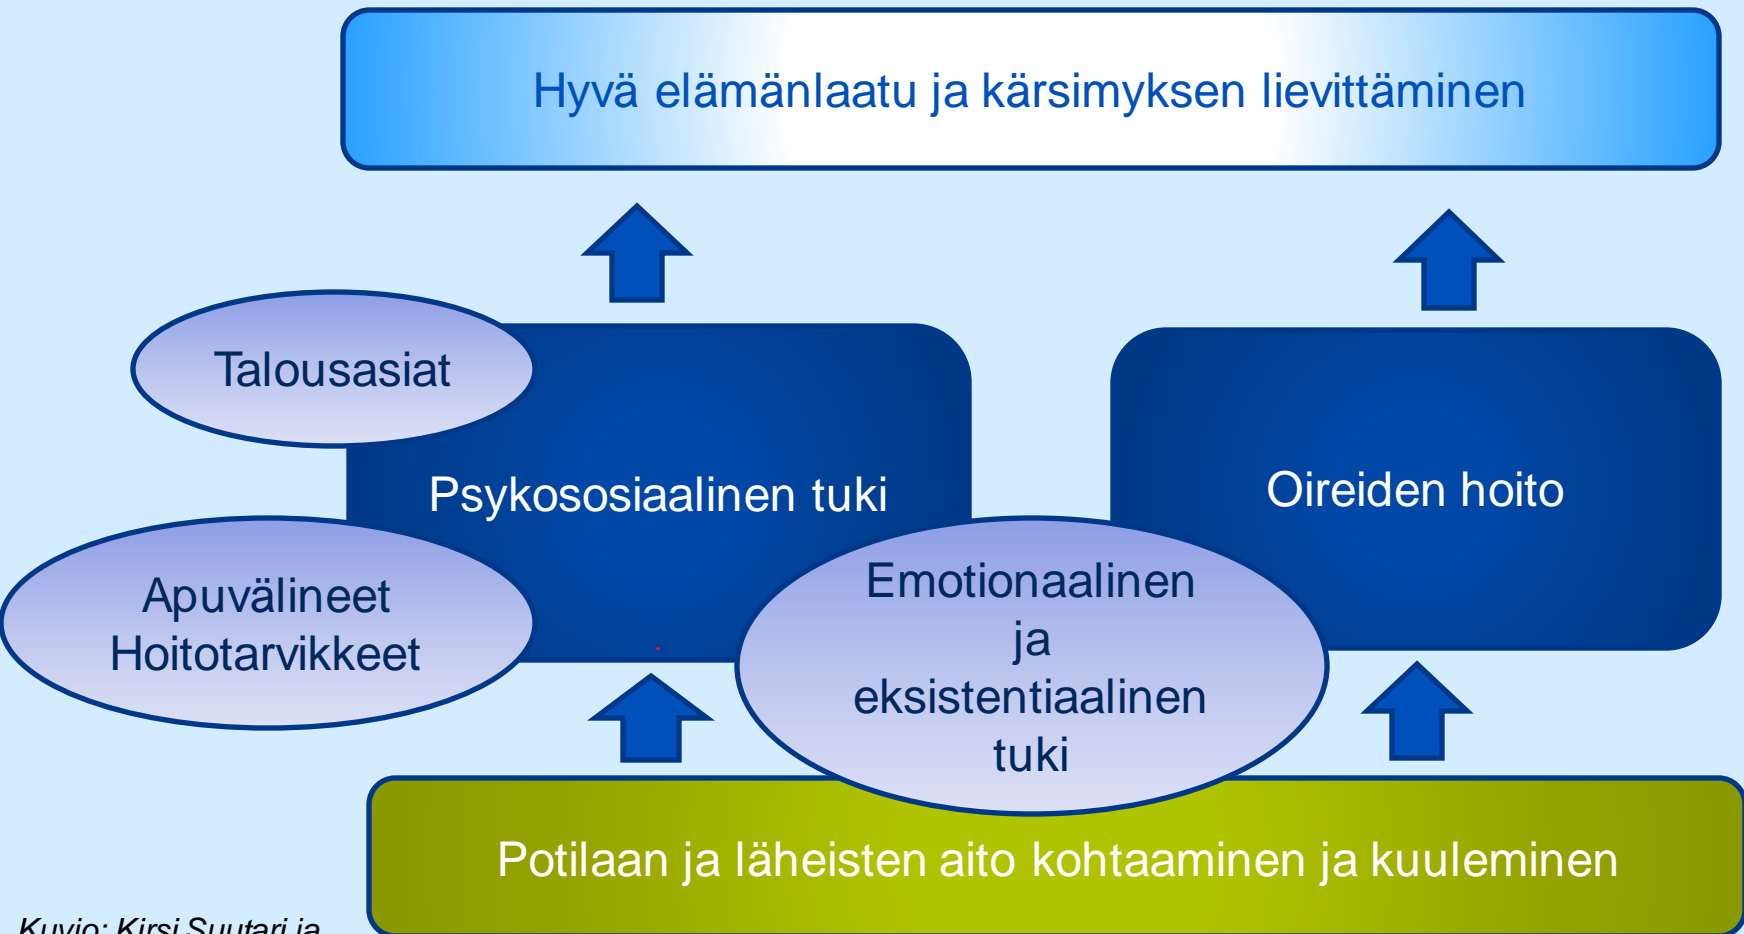 Hyvä elämänlaatu ja kärsimyksen lievittäminen
Talousasiat
Psykososiaalinen tuki
Oireiden hoito
Apuvälineet
Hoitotarvikkeet
Emotionaalinen
ja
eksistentiaalinen
tuki
Potilaan ja läheisten aito kohtaaminen ja kuuleminen
Kuvio: Kirsi Suutari ja